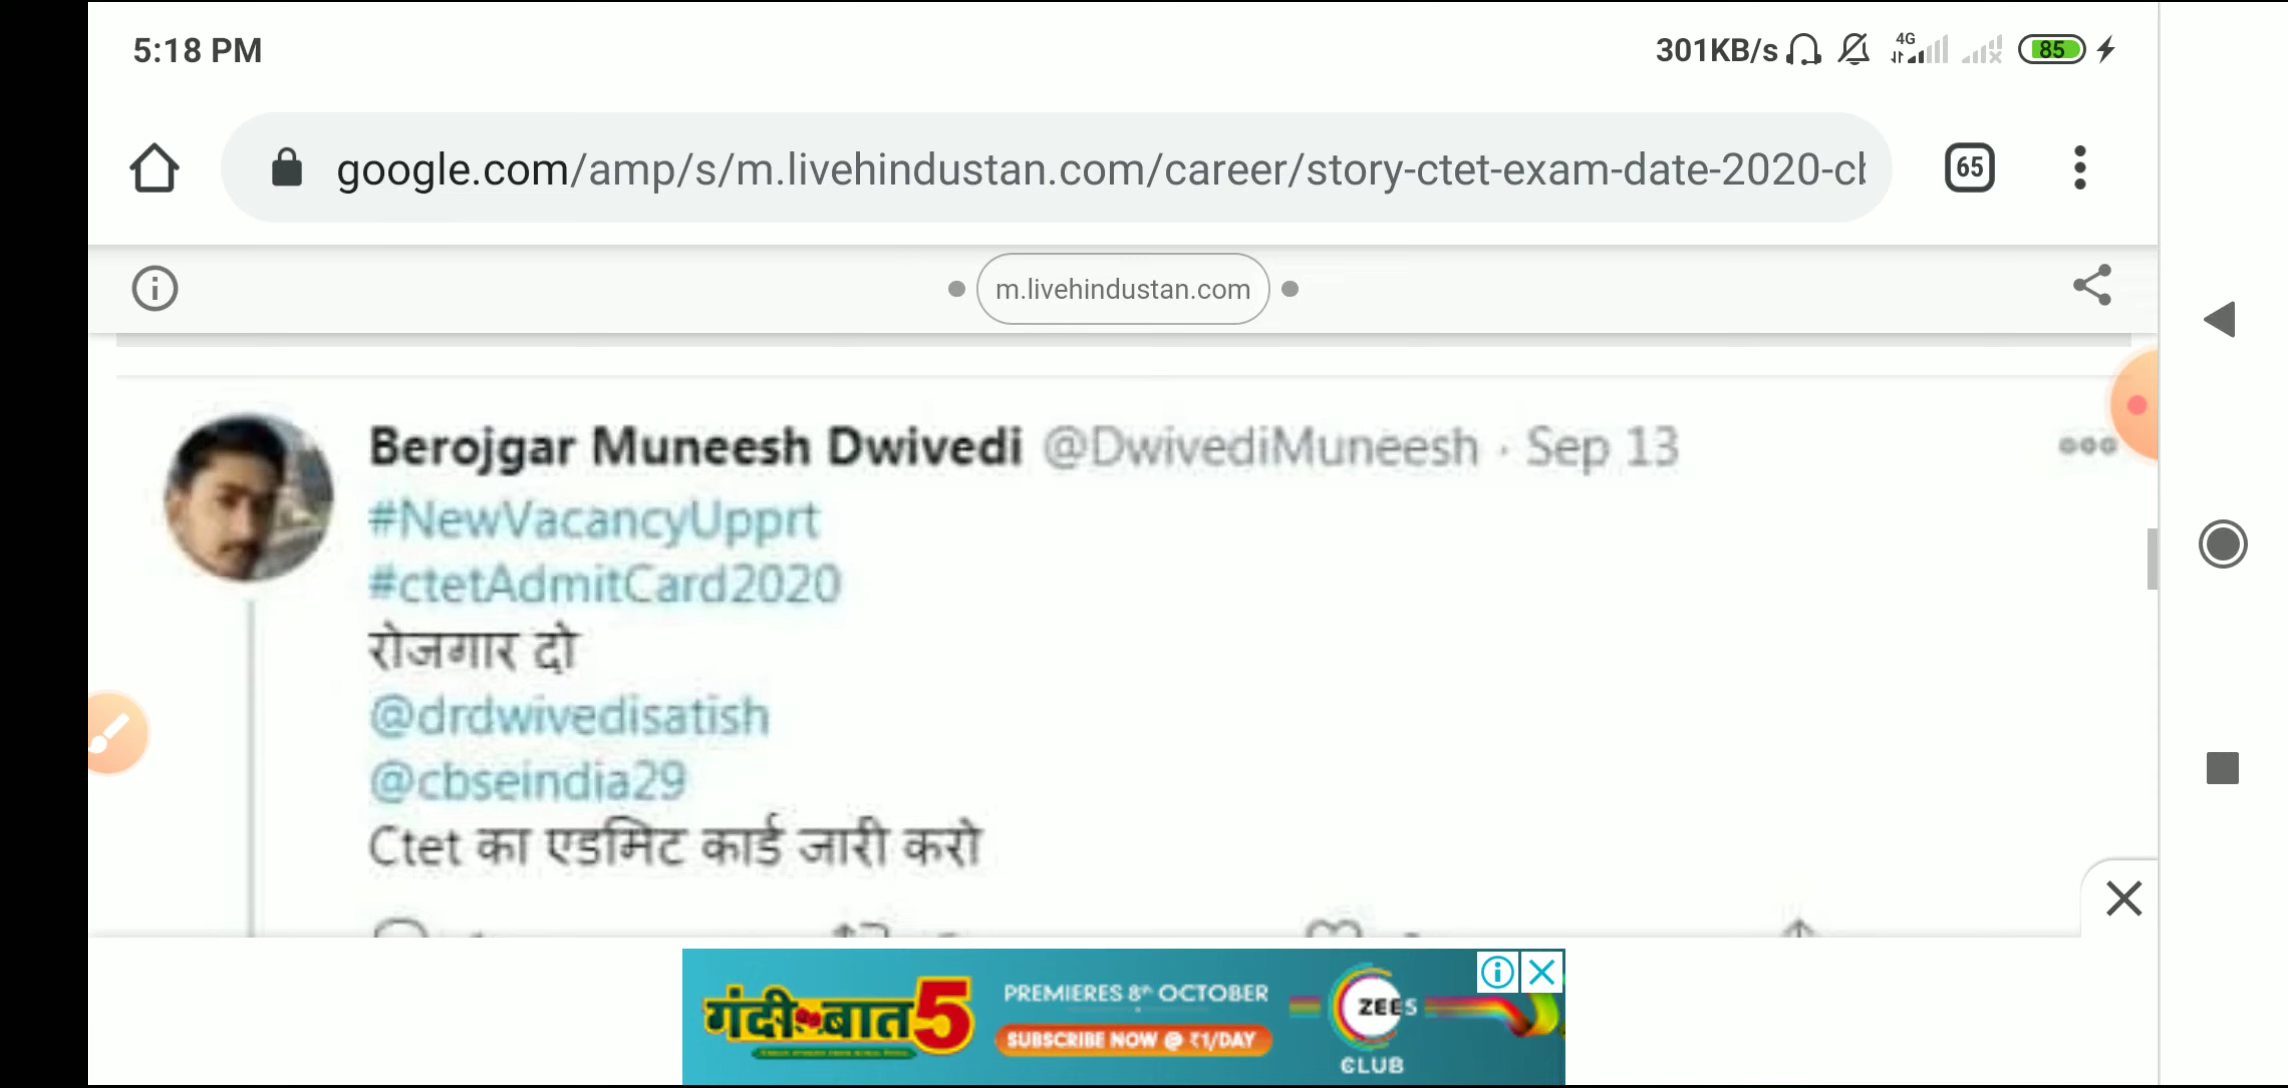 5:18 PM
301KB/s 4G 85
google.com/amp/s/m.livehindustan.com/career/story-ctet-exam-date-2020-cb
65
m.livehindustan.com
Berojgar Muneesh Dwivedi @DwivediMuneesh · Sep 13
#NewVacancyUpprt
#ctetAdmitCard2020
रोजगार दो
@drdwivedisatish
@cbseindia29
Ctet का एडमिट कार्ड जारी करो
गंदी बात 5
PREMIERES 8th OCTOBER
SUBSCRIBE NOW @ ₹1/DAY
ZEE5
CLUB